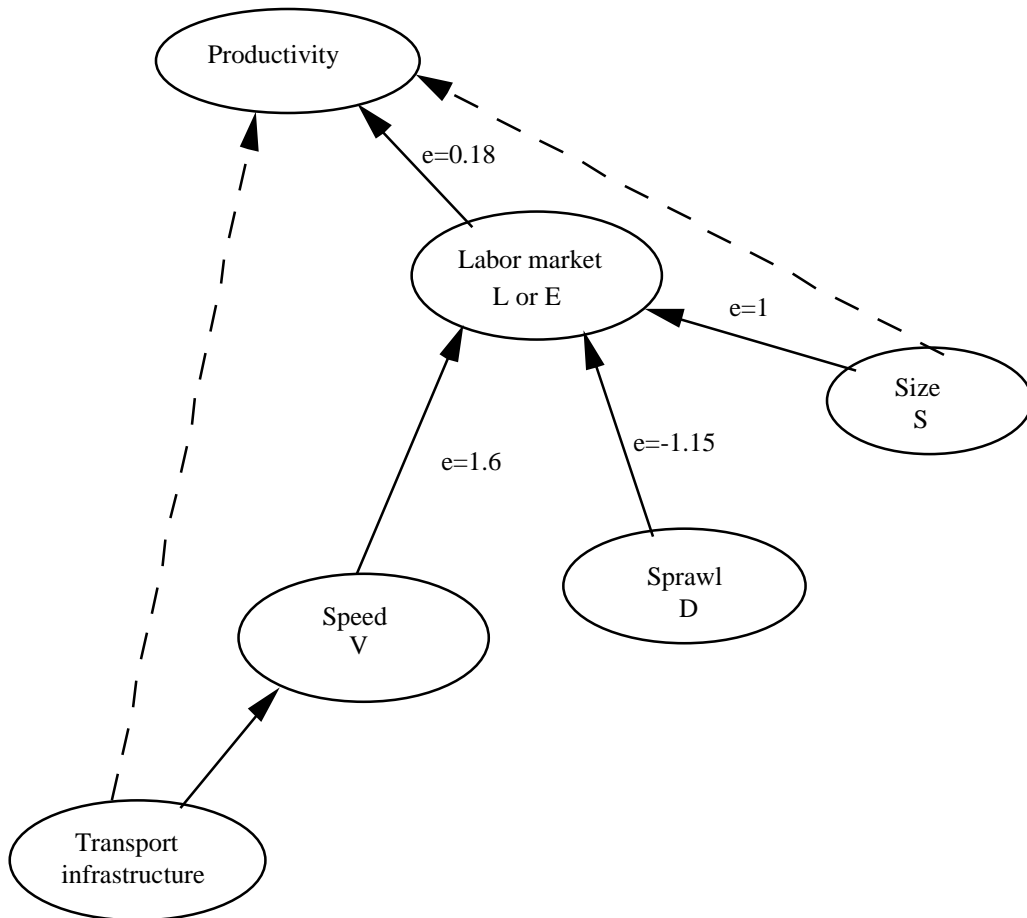 Productivity
e=0.18
Labor market
L or E
e=1
Size
S
e=1.6
e=-1.15
Sprawl
D
Speed
V
Transport
infrastructure